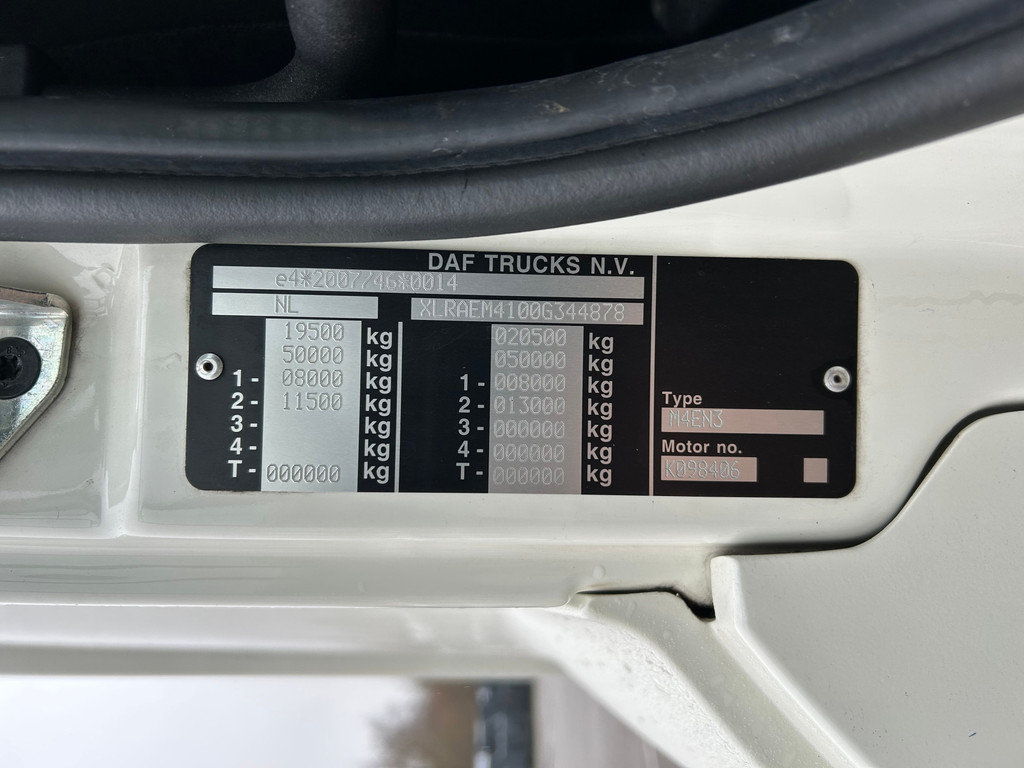 DAF TRUCKS N.V.
e4*2007/46*0014
NL XLRAEM4100G344878
19500 kg 020500 kg
50000 kg 050000 kg
1- 08000 kg 1- 008000 kg
2- 11500 kg 2- 013000 kg
3- kg 3- 000000 kg
4- kg 4- 000000 kg
T- 000000 kg T- 000000 kg
Type
M4EN3
Motor no.
K098406